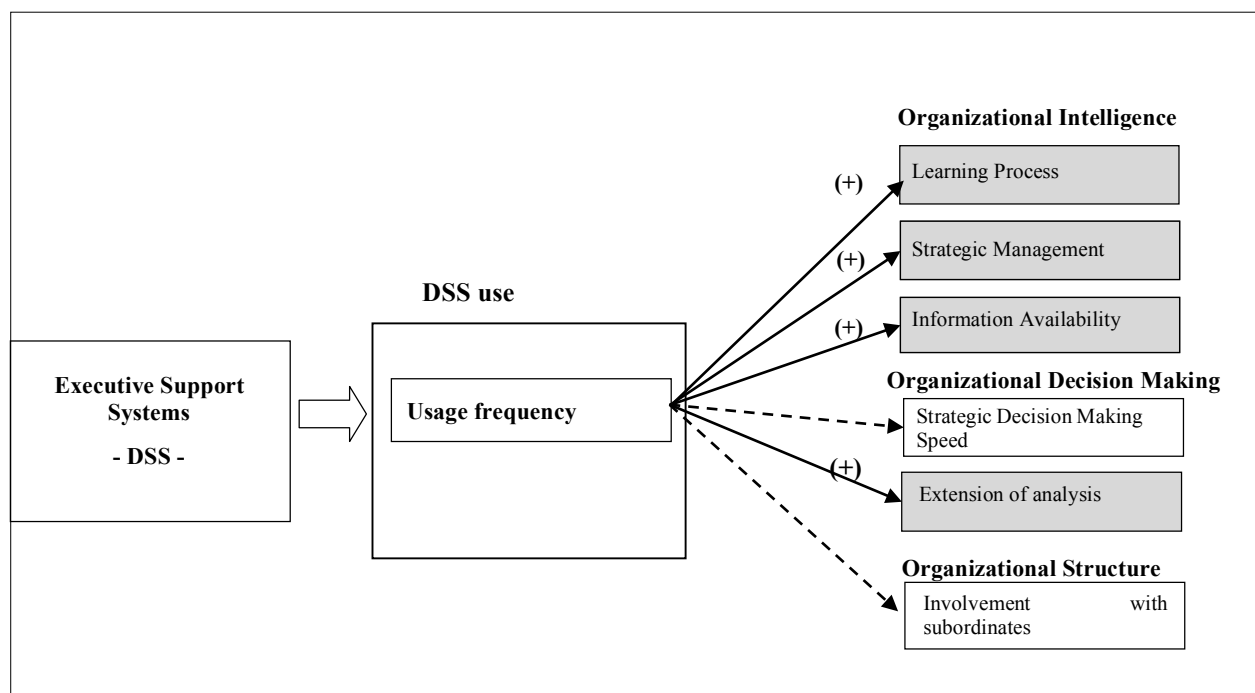 Executive Support
Systems
- DSS -
DSS use
Usage frequency
Organizational Intelligence
(+)
Learning Process
(+)
Strategic Management
(+)
Information Availability
Organizational Decision Making
Strategic Decision Making
Speed
(+)
Extension of analysis
Organizational Structure
Involvement with
subordinates